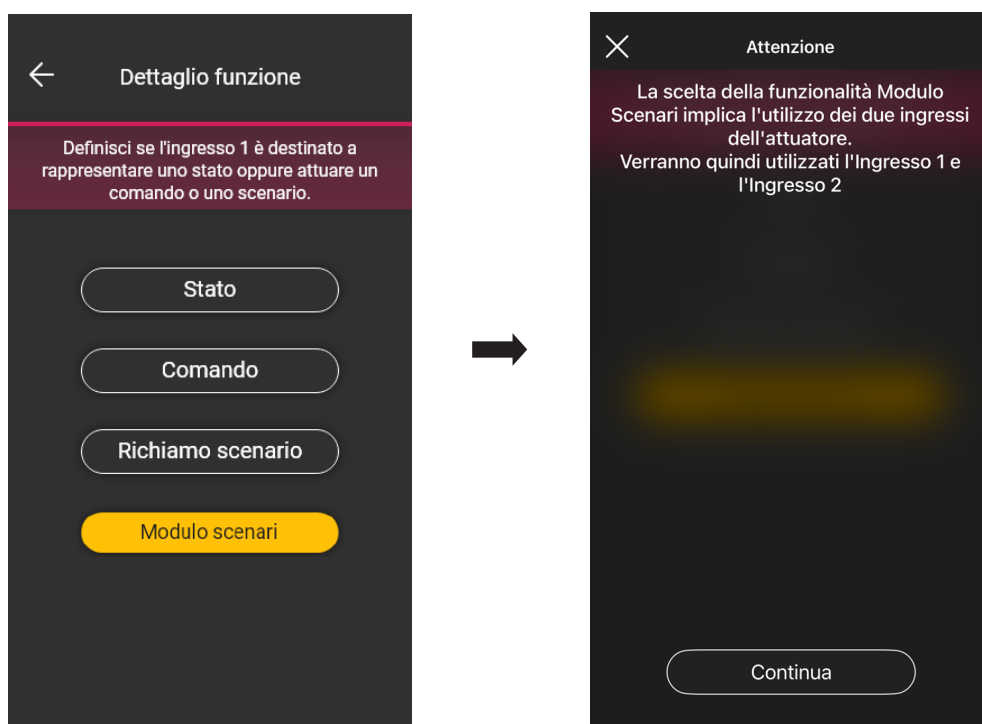 Dettaglio funzione
Definisci se l'ingresso 1 è destinato a
rappresentare uno stato oppure attuare un
comando o uno scenario.
Stato
Comando
Richiamo scenario
Modulo scenari
Attenzione
La scelta della funzionalità Modulo
Scenari implica l'utilizzo dei due ingressi
dell'attuatore.
Verranno quindi utilizzati l'Ingresso 1 e
l'Ingresso 2
Continua